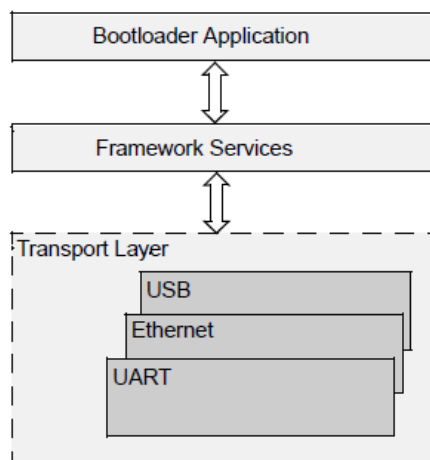 Bootloader Application
Framework Services
Transport Layer
USB
Ethernet
UART